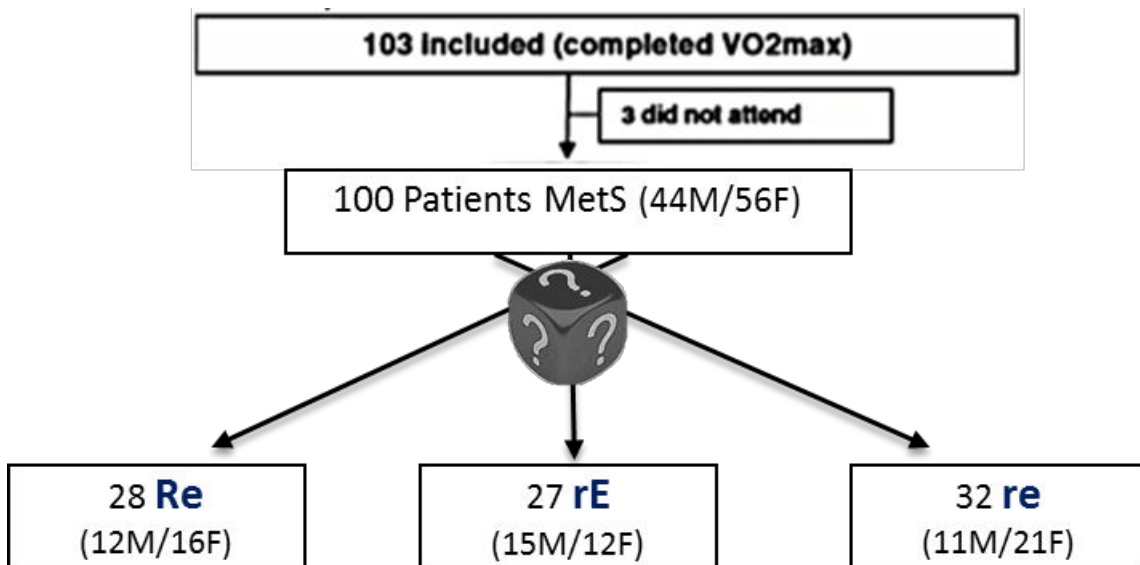 103 Included (completed VO2max)
3 did not attend
100 Patients MetS (44M/56F)
? ? ?
28 Re
(12M/16F)
27 rE
(15M/12F)
32 re
(11M/21F)